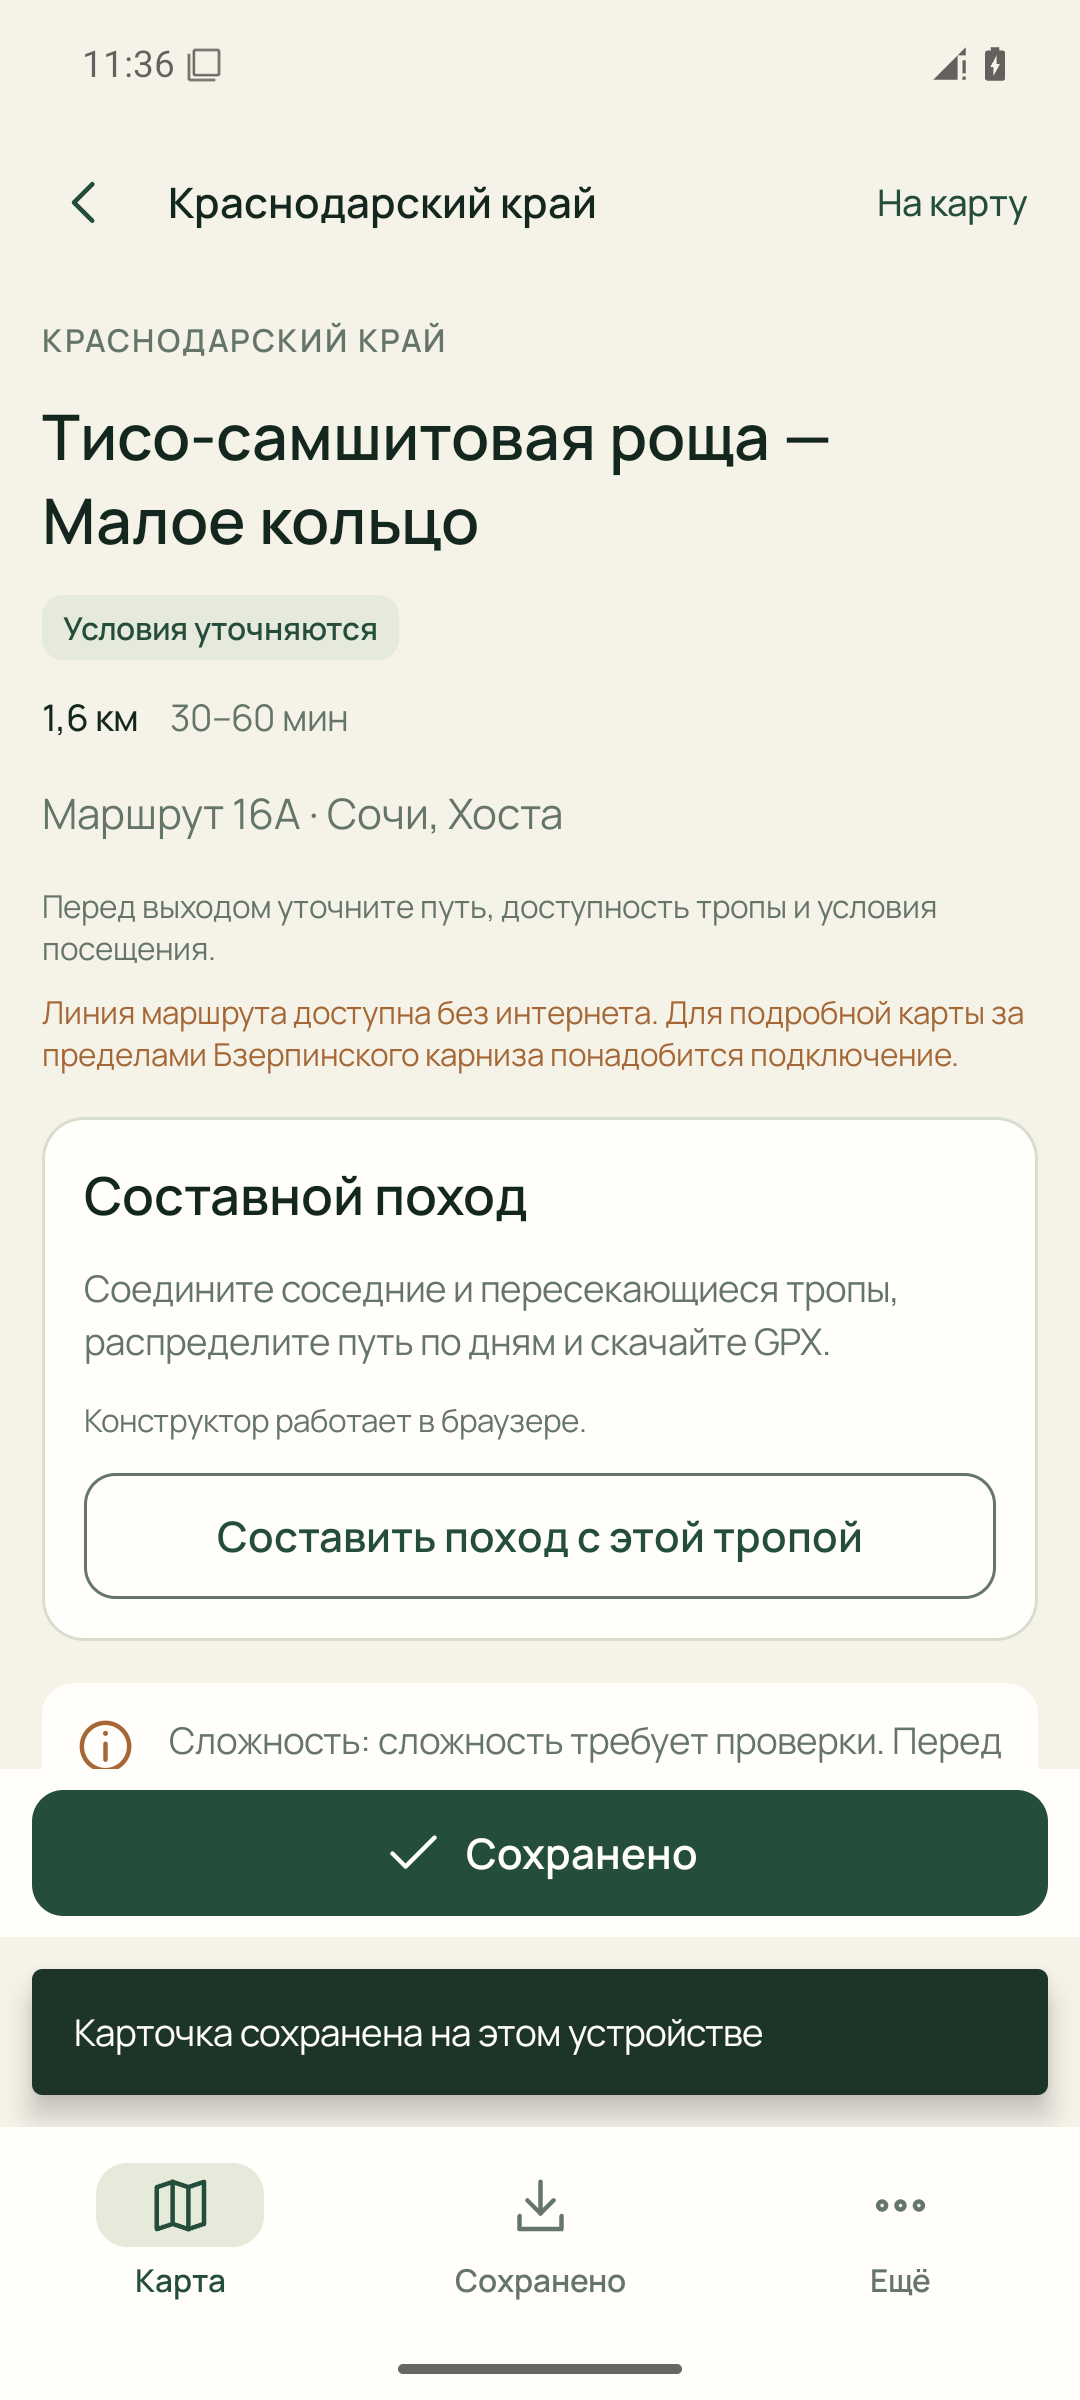 11:36
Краснодарский край
На карту
КРАСНОДАРСКИЙ КРАЙ
Тисо-самшитовая роща —
Малое кольцо
Условия уточняются
1,6 км 30–60 мин
Маршрут 16А · Сочи, Хоста
Перед выходом уточните путь, доступность тропы и условия
посещения.
Линия маршрута доступна без интернета. Для подробной карты за
пределами Бзерпинского карниза понадобится подключение.
Составной поход
Соедините соседние и пересекающиеся тропы,
распределите путь по дням и скачайте GPX.
Конструктор работает в браузере.
Составить поход с этой тропой
Сложность: сложность требует проверки. Перед
Сохранено
Карточка сохранена на этом устройстве
Карта
Сохранено
Ещё